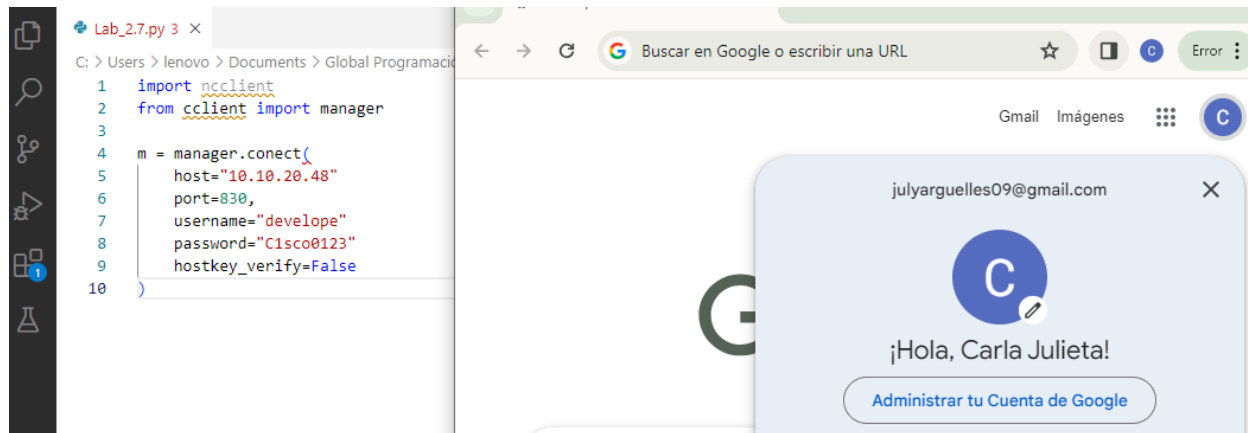 Lab_2.7.py 3 ×
C: > Users > lenovo > Documents > Global Programació
1 import ncclient
2 from cclient import manager
3
4 m = manager.conect(
5 host="10.10.20.48"
6 port=830,
7 username="develope"
8 password="C1sco0123"
9 hostkey_verify=False
10 )
1
Buscar en Google o escribir una URL
C
Error
Gmail Imágenes
C
julyarguelles09@gmail.com
G
C
¡Hola, Carla Julieta!
Administrar tu Cuenta de Google